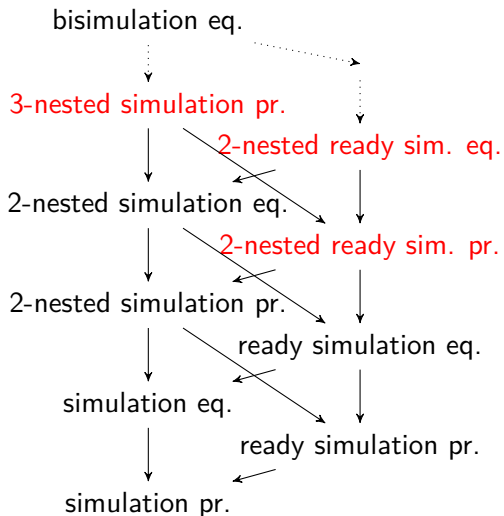 bisimulation eq.
3-nested simulation pr.
2-nested ready sim. eq.
2-nested simulation eq.
2-nested ready sim. pr.
2-nested simulation pr.
ready simulation eq.
simulation eq.
ready simulation pr.
simulation pr.